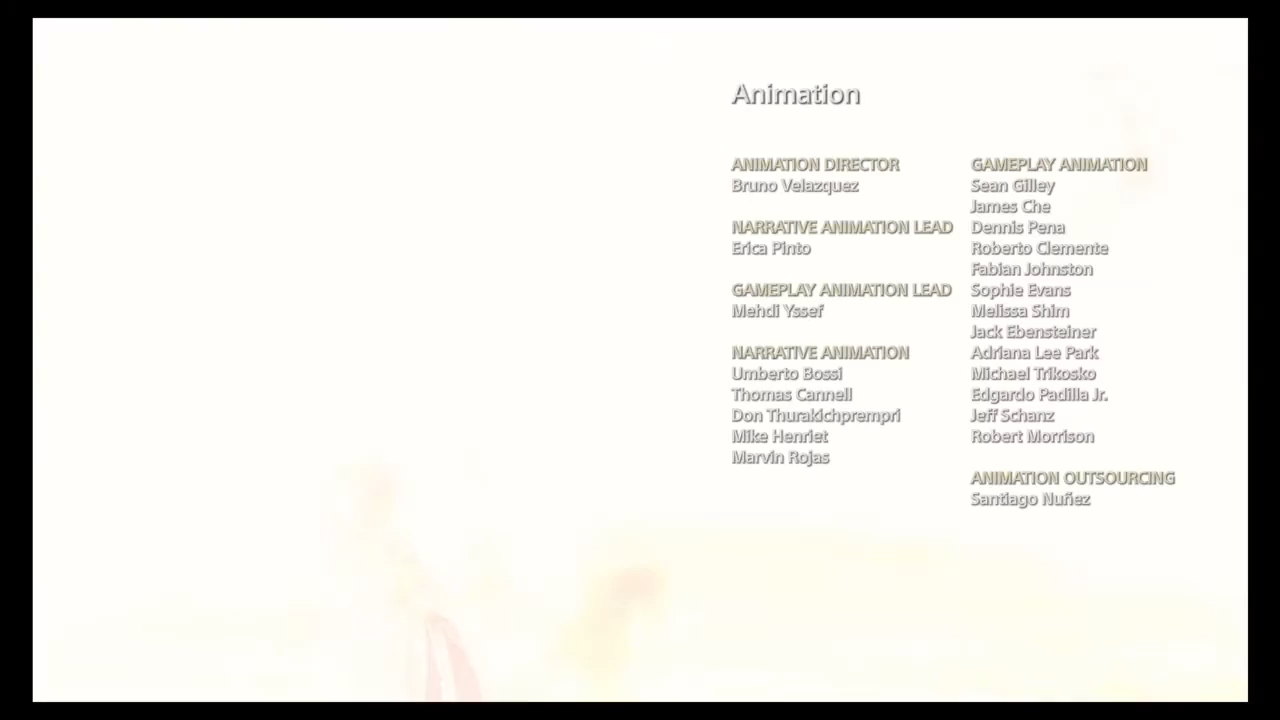 Animation
ANIMATION DIRECTOR
Bruno Velazquez
NARRATIVE ANIMATION LEAD
Erica Pinto
GAMEPLAY ANIMATION LEAD
Mehdi Yssef
NARRATIVE ANIMATION
Umberto Bossi
Thomas Cannell
Don Thurakichprempri
Mike Henriet
Marvin Rojas
GAMEPLAY ANIMATION
Sean Gilley
James Che
Dennis Pena
Roberto Clemente
Fabian Johnston
Sophie Evans
Melissa Shim
Jack Ebensteiner
Adriana Lee Park
Michael Trikosko
Edgardo Padilla Jr.
Jeff Schanz
Robert Morrison
ANIMATION OUTSOURCING
Santiago Nuñez